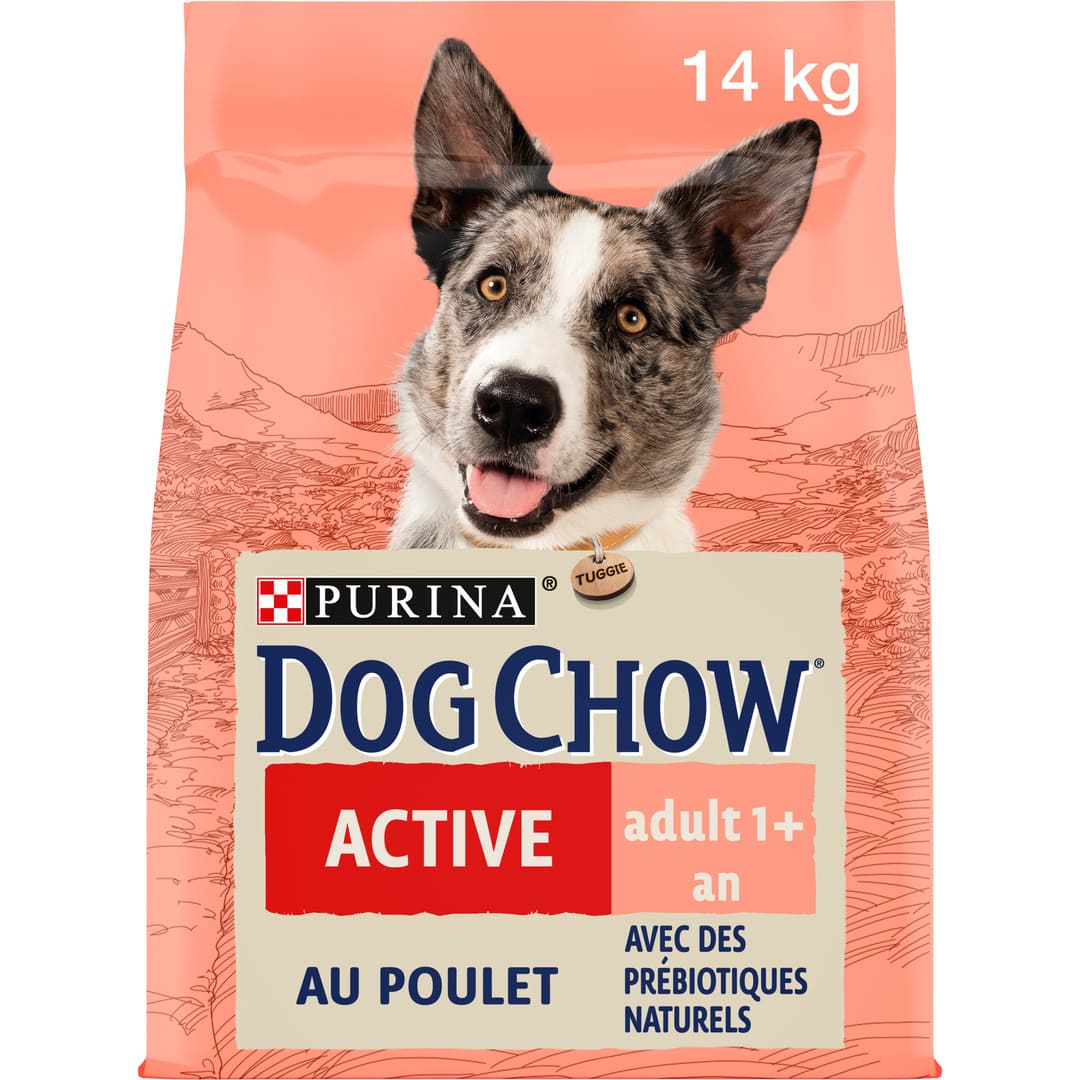 14 kg
TUGGIE
PURINA®
DOG CHOW®
ACTIVE
adult 1+
an
AU POULET
AVEC DES
PRÉBIOTIQUES
NATURELS